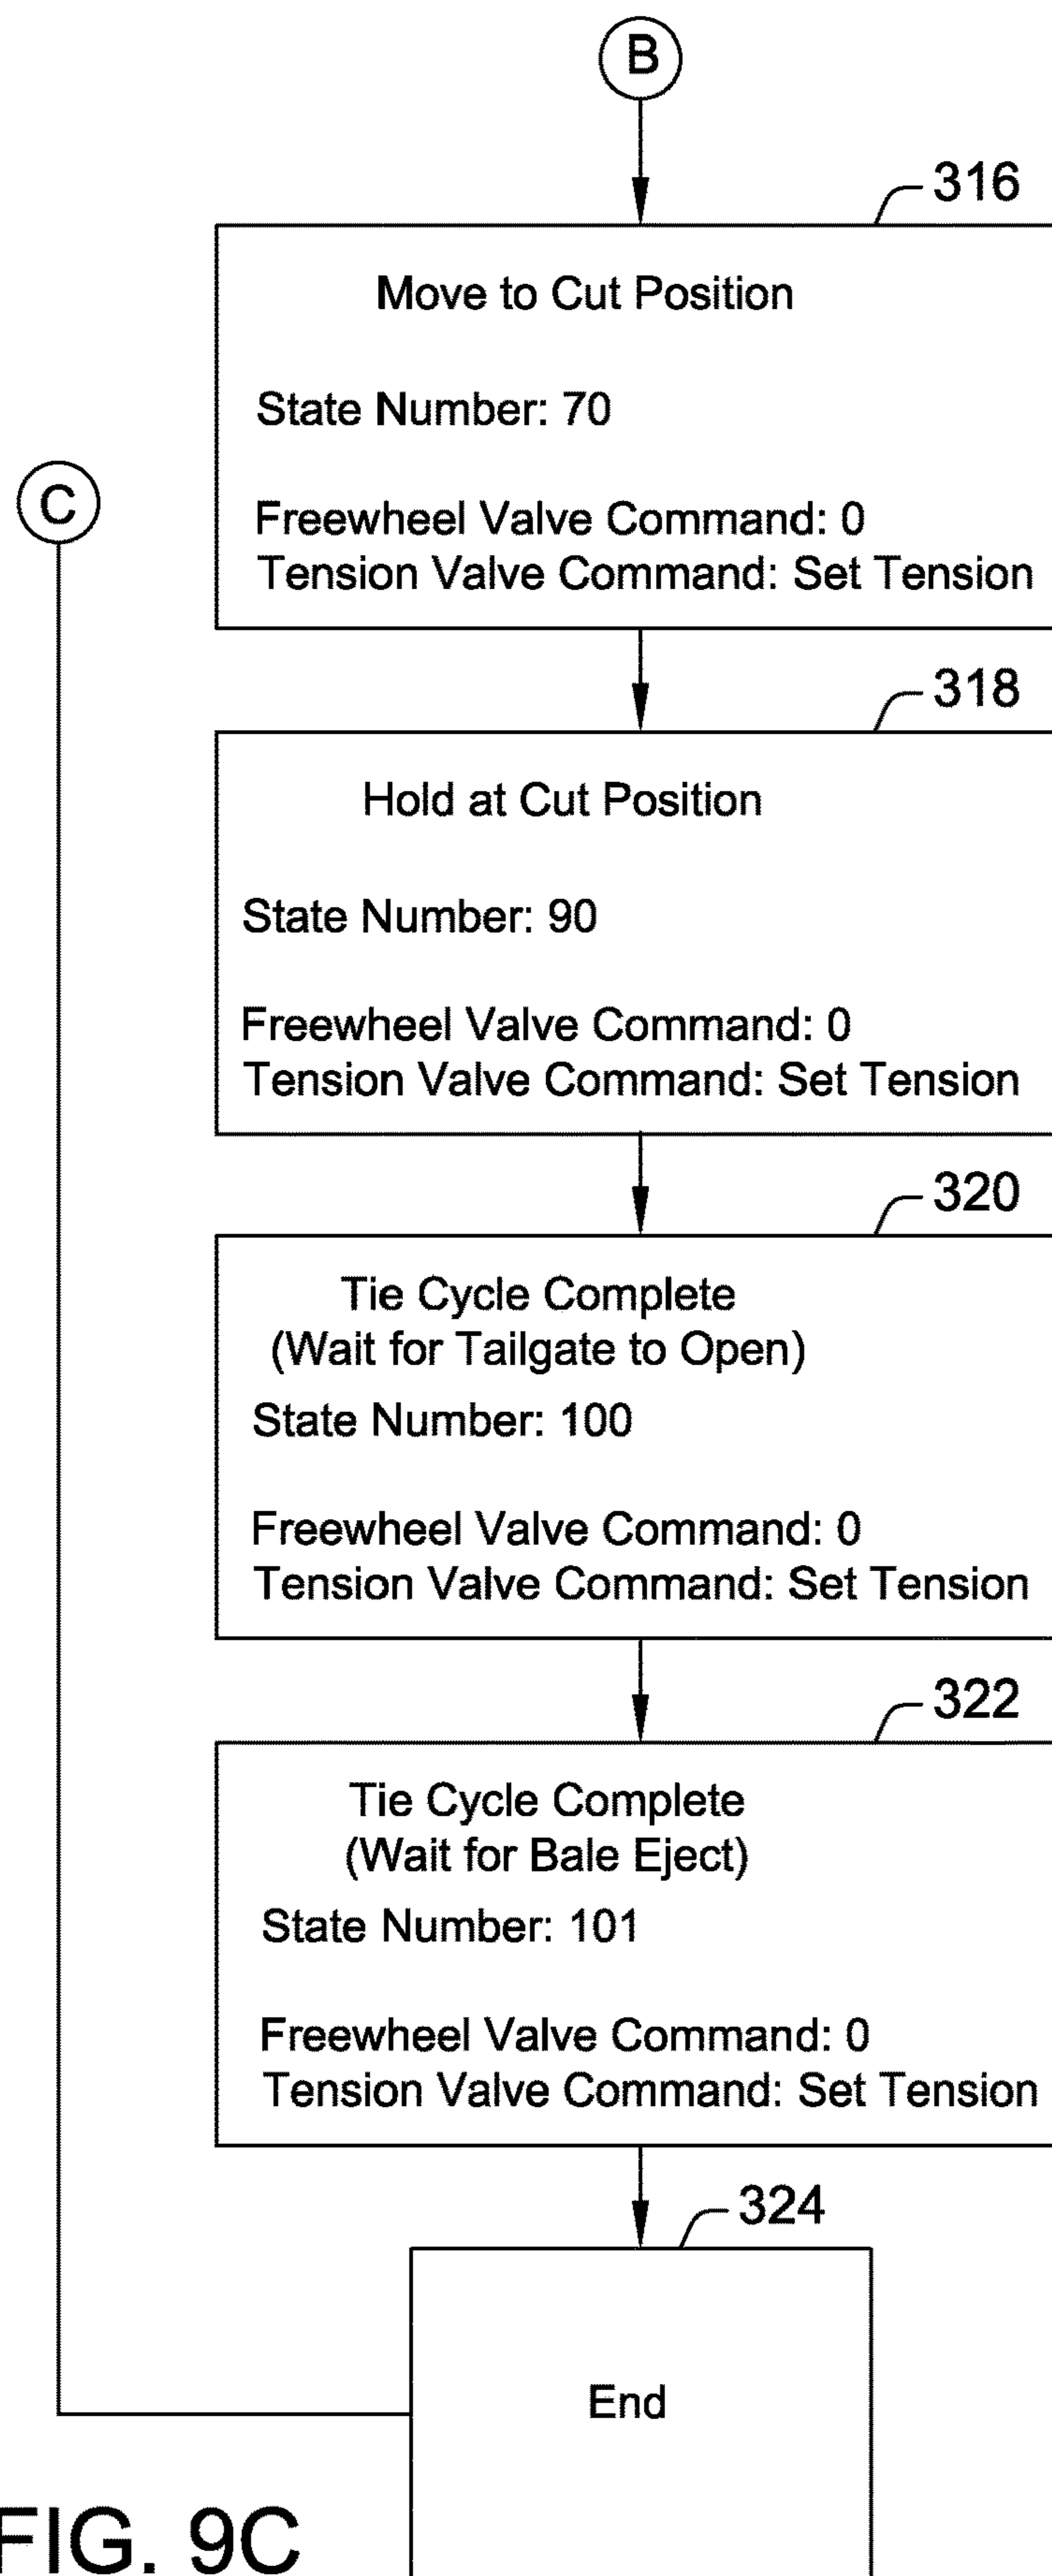 B
316
Move to Cut Position
State Number: 70
Freewheel Valve Command: 0
Tension Valve Command: Set Tension
C
318
Hold at Cut Position
State Number: 90
Freewheel Valve Command: 0
Tension Valve Command: Set Tension
320
Tie Cycle Complete
(Wait for Tailgate to Open)
State Number: 100
Freewheel Valve Command: 0
Tension Valve Command: Set Tension
322
Tie Cycle Complete
(Wait for Bale Eject)
State Number: 101
Freewheel Valve Command: 0
Tension Valve Command: Set Tension
324
End
FIG. 9C